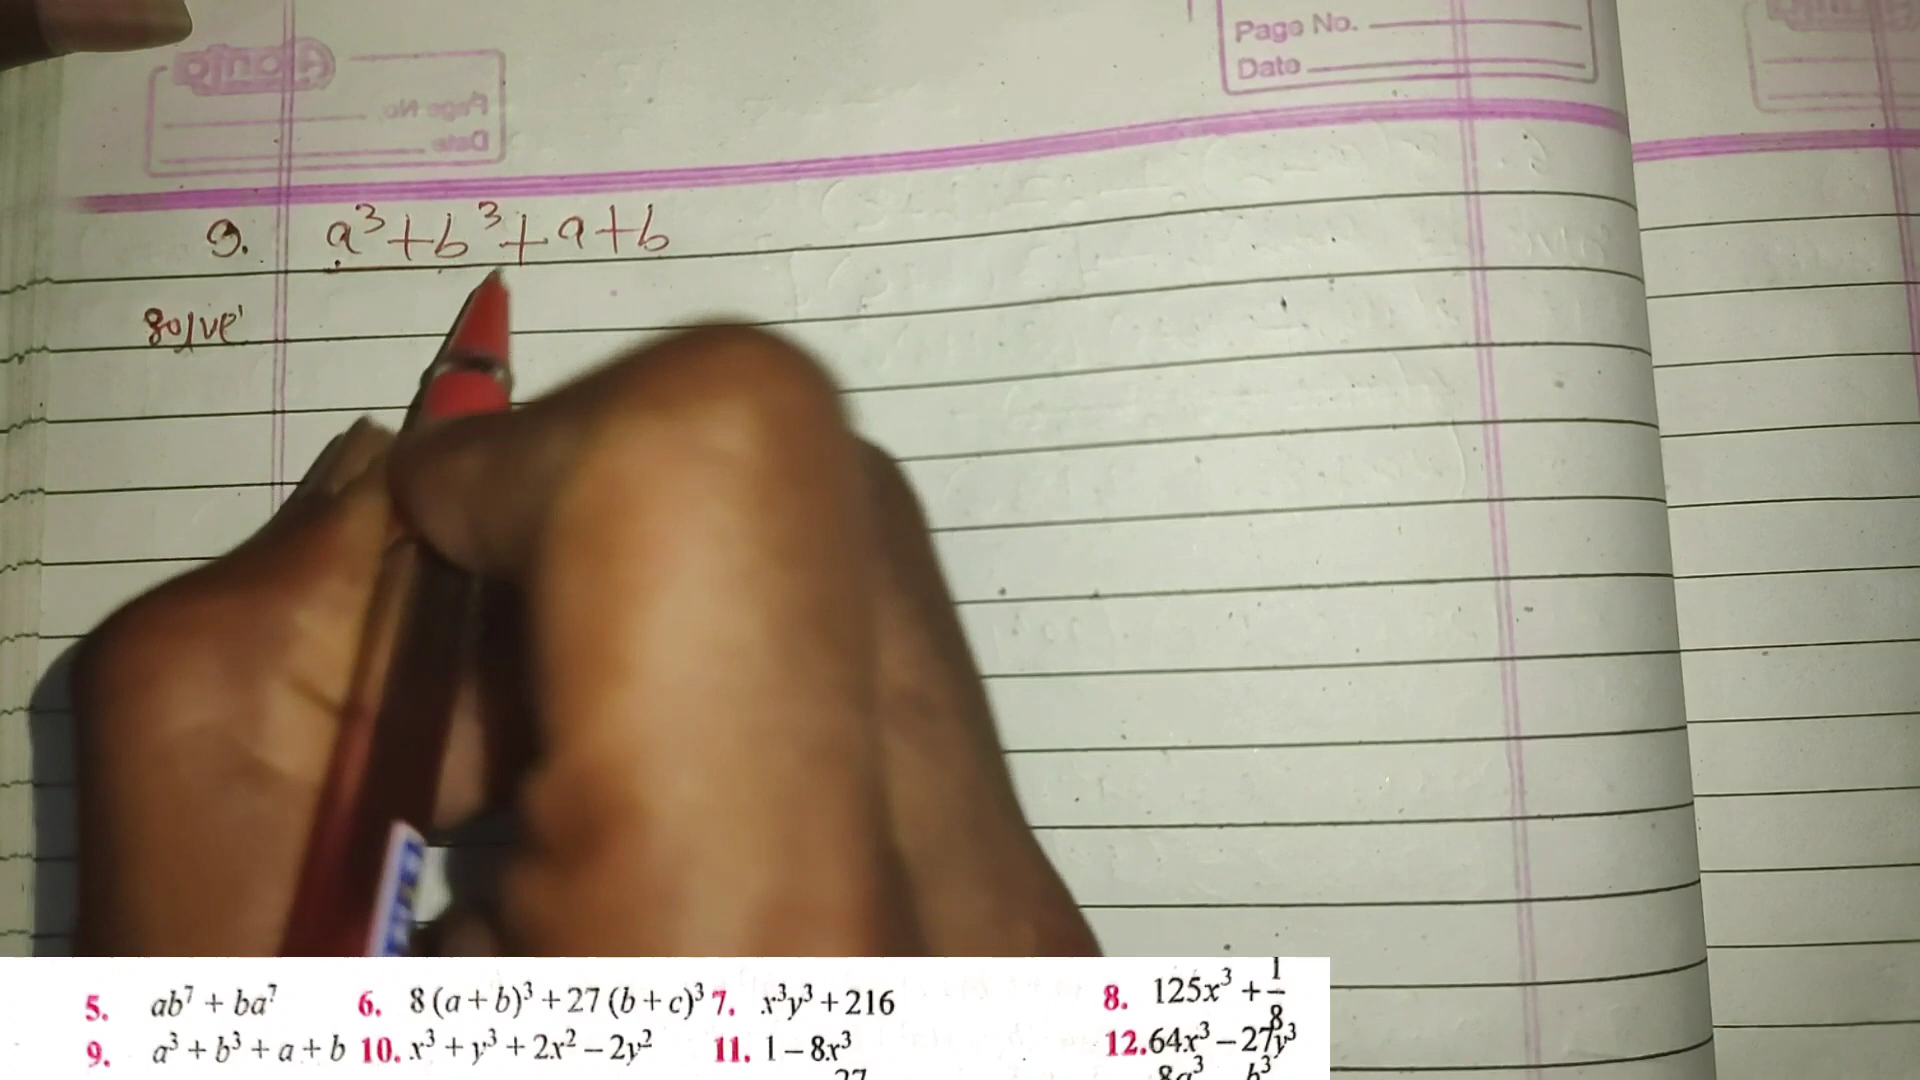 Page No.
Date
9. a³+b³+a+b
Solve
5. ab⁷ + ba⁷ 6. 8(a+b)³ + 27(b+c)³ 7. x³y³ + 216 8. 125x³ + 1/8
9. a³ + b³ + a + b 10. x³ + y³ + 2x² − 2y² 11. 1 − 8x³ 12. 64x³ − 27y³